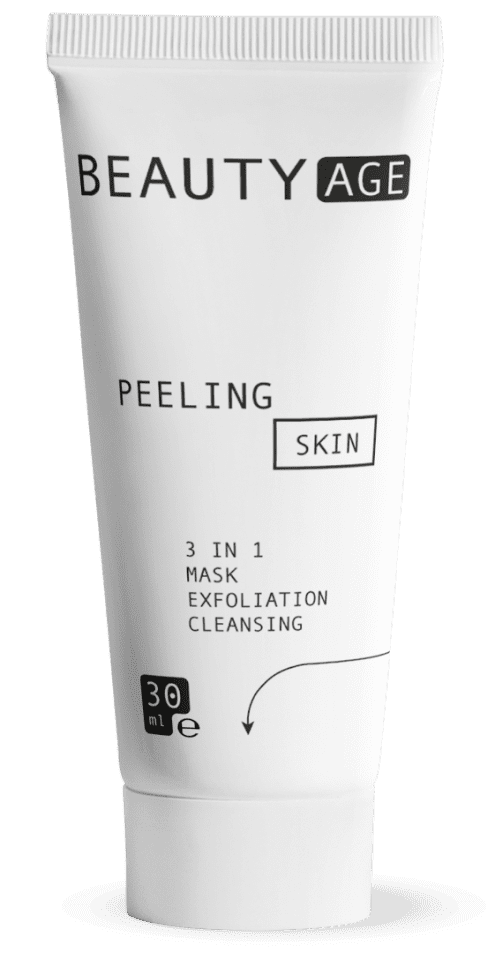 BEAUTY AGE
PEELING
SKIN
3 IN 1
MASK
EXFOLIATION
CLEANSING
30
ml ℮